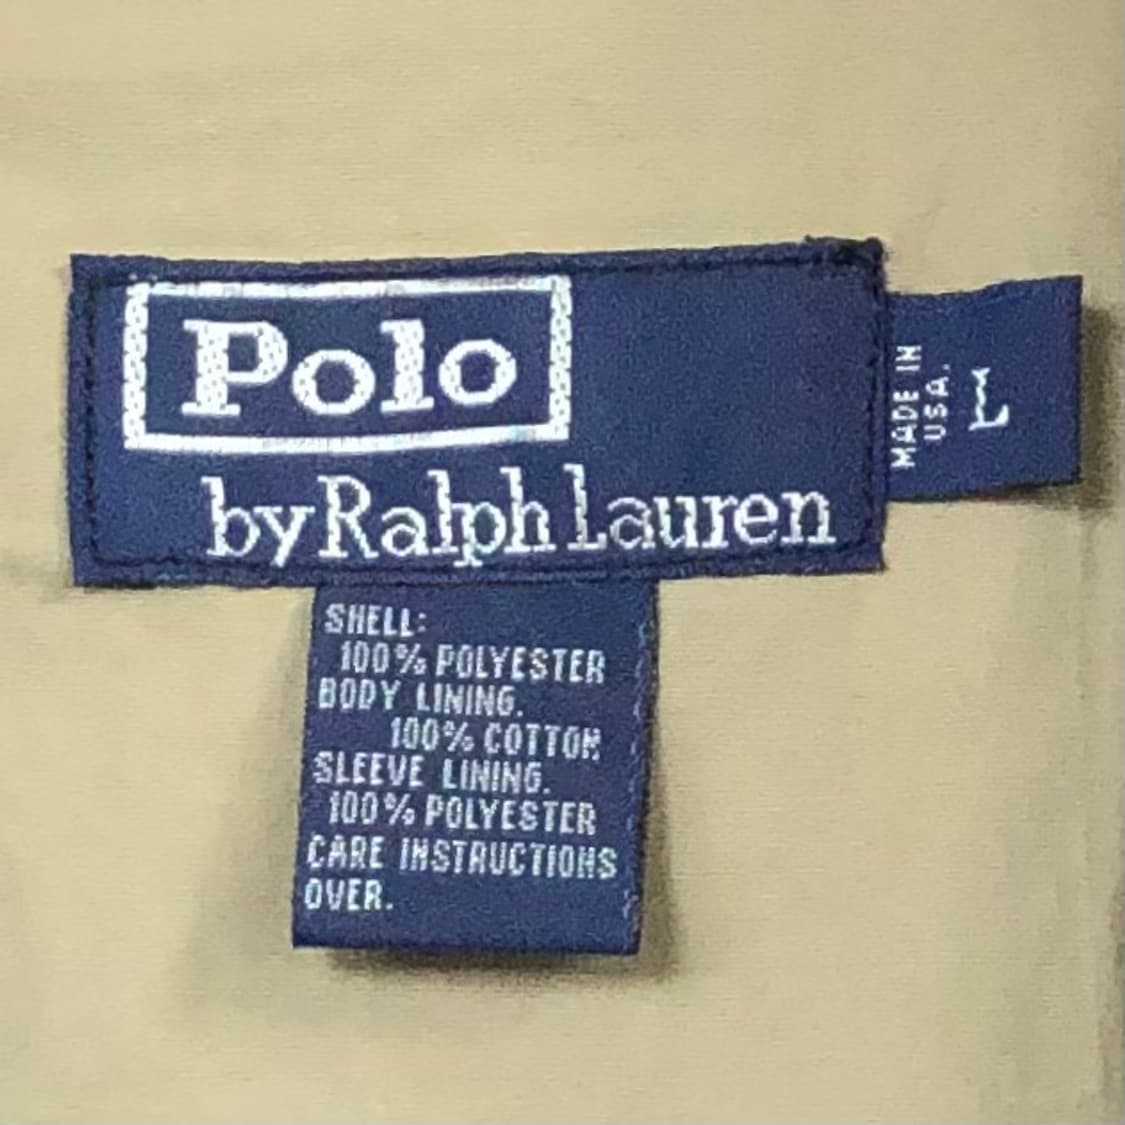 Polo
by Ralph Lauren
MADE IN
USA.
L
SHELL:
100% POLYESTER
BODY LINING.
100% COTTON
SLEEVE LINING.
100% POLYESTER
CARE INSTRUCTIONS
OVER.